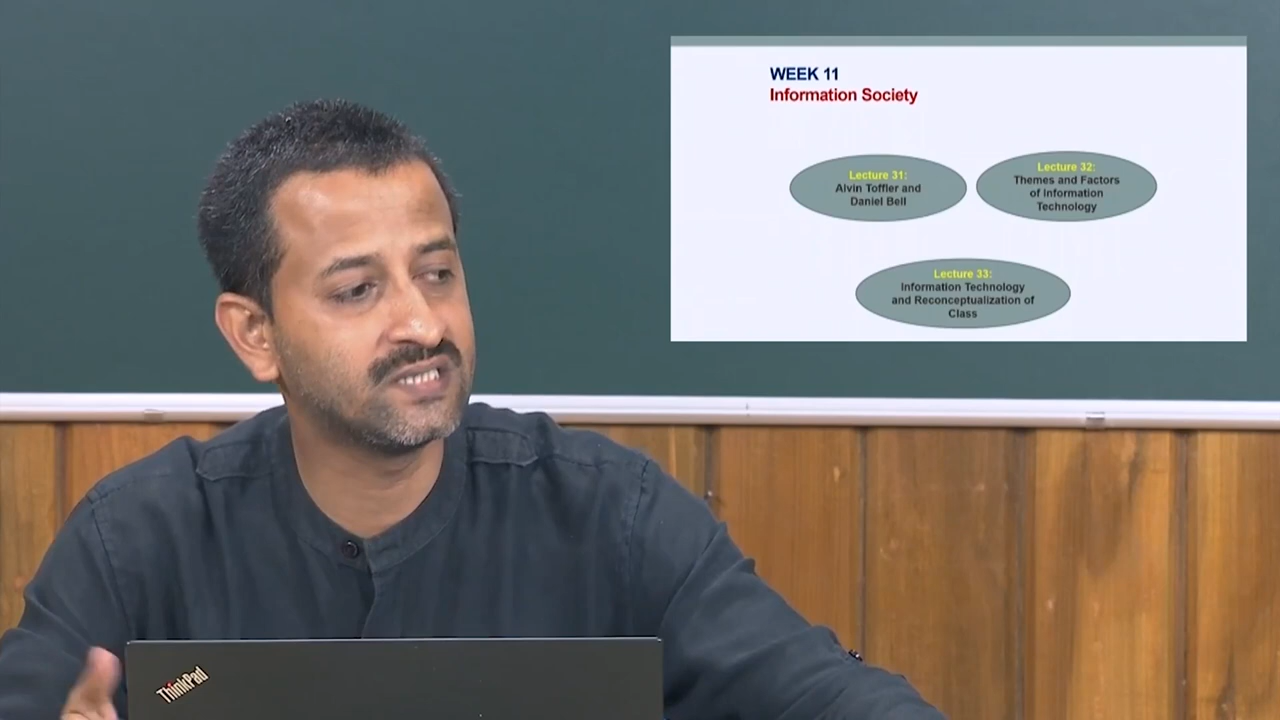 WEEK 11
Information Society
Lecture 31:
Alvin Toffler and
Daniel Bell
Lecture 32:
Themes and Factors
of Information
Technology
Lecture 33:
Information Technology
and Reconceptualization of
Class
ThinkPad